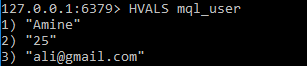 127.0.0.1:6379> HVALS mql_user
1) "Amine"
2) "25"
3) "ali@gmail.com"